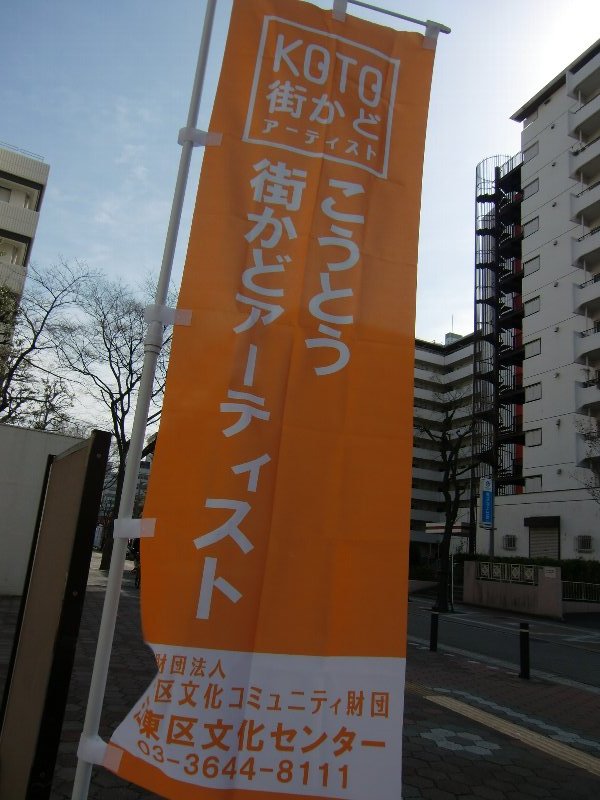 KOTO
街かど
アーティスト
こうとう
街かどアーティスト
財団法人
区文化コミュニティ財団
東区文化センター
03-3644-8111